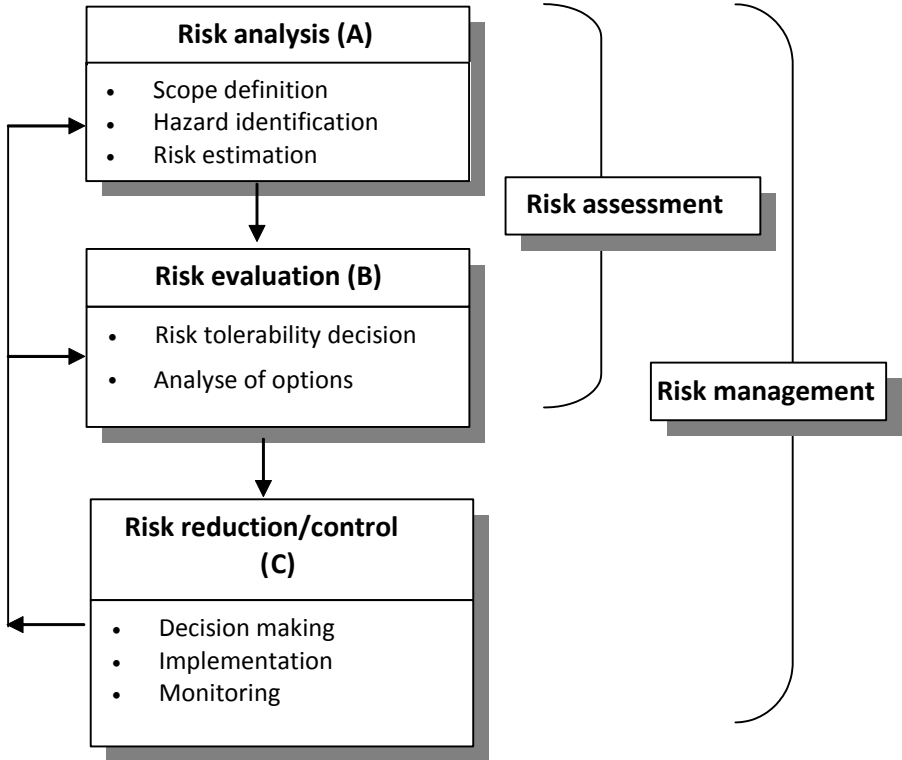 Risk analysis (A)
• Scope definition
• Hazard identification
• Risk estimation
Risk assessment
Risk evaluation (B)
• Risk tolerability decision
• Analyse of options
Risk management
Risk reduction/control
(C)
• Decision making
• Implementation
• Monitoring